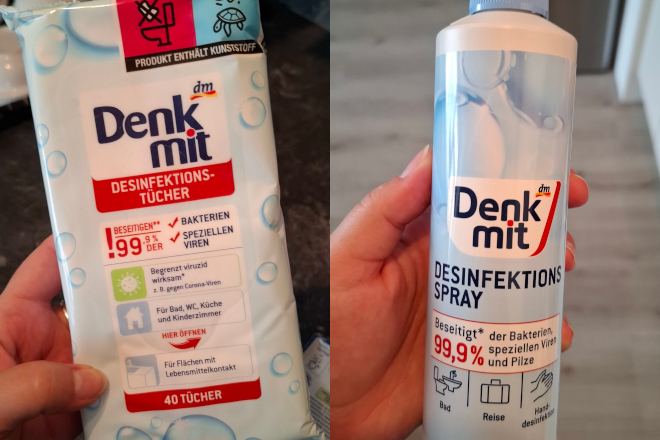 PRODUKT ENTHÄLT KUNSTSTOFF
dm
Denk
mit
DESINFEKTIONS-
TÜCHER
BESEITIGEN**
!99,9%
DER
BAKTERIEN
SPEZIELLEN
VIREN
Begrenzt viruzid
wirksam*
z. B. gegen Corona-Viren
Für Bad, WC, Küche
und Kinderzimmer
HIER ÖFFNEN
Für Flächen mit
Lebensmittelkontakt
40 TÜCHER
dm
Denk
mit
DESINFEKTIONS
SPRAY
Beseitigt*
99,9%
der Bakterien,
speziellen Viren
und Pilze
Bad
Reise
Hand-
desinfektion